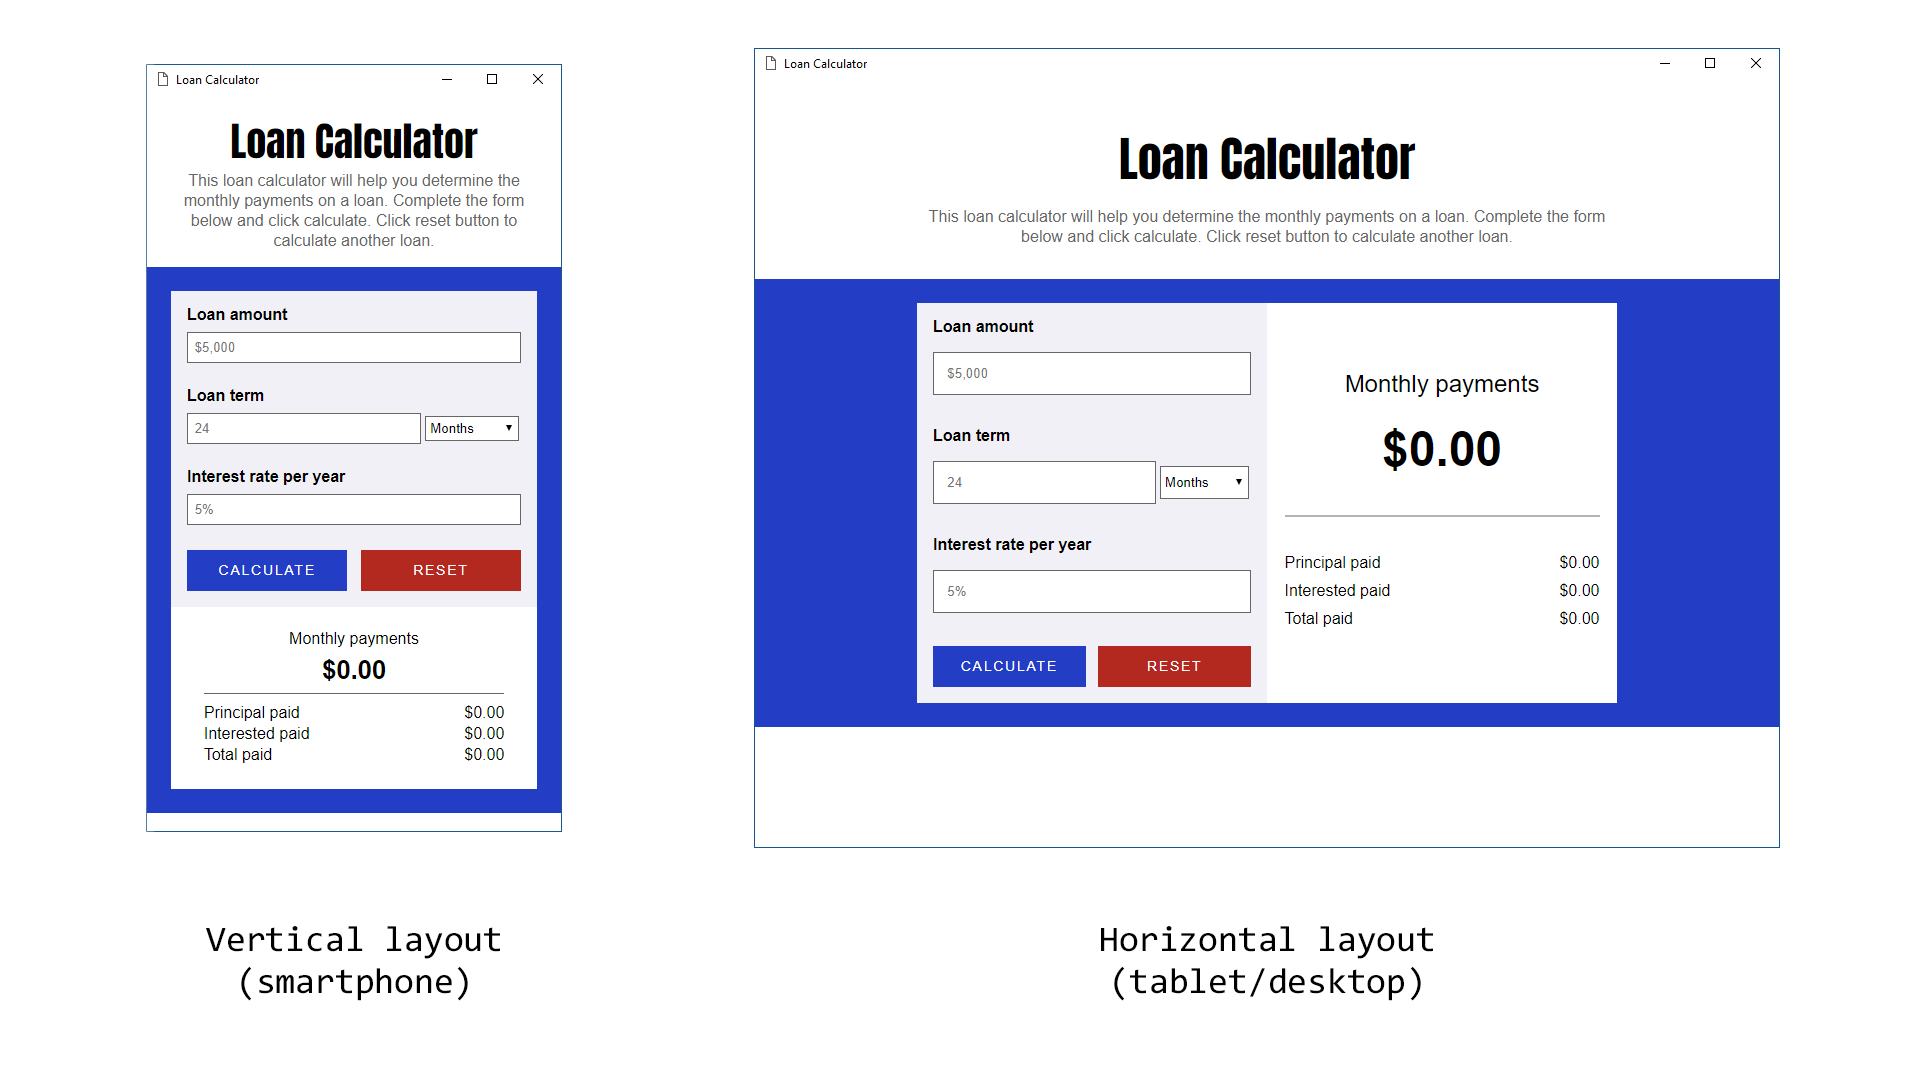 Loan Calculator
Loan Calculator
This loan calculator will help you determine the
monthly payments on a loan. Complete the form
below and click calculate. Click reset button to
calculate another loan.
Loan amount
$5,000
Loan term
24 Months
Interest rate per year
5%
CALCULATE RESET
Monthly payments
$0.00
Principal paid $0.00
Interested paid $0.00
Total paid $0.00
Vertical layout
(smartphone)
Loan Calculator
Loan Calculator
This loan calculator will help you determine the monthly payments on a loan. Complete the form
below and click calculate. Click reset button to calculate another loan.
Loan amount
$5,000
Loan term
24 Months
Interest rate per year
5%
CALCULATE RESET
Monthly payments
$0.00
Principal paid $0.00
Interested paid $0.00
Total paid $0.00
Horizontal layout
(tablet/desktop)